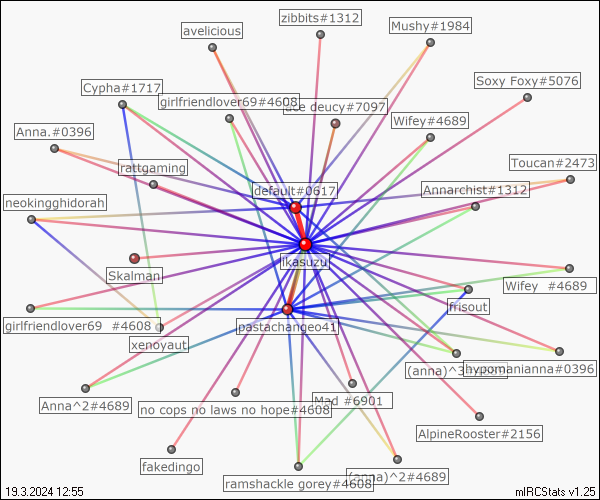 zibbits#1312
Mushy#1984
avelicious
Soxy Foxy#5076
Cypha#1717
girlfriendlover69#4608
deucy#7097
Wifey#4689
Anna.#0396
rattgaming
Toucan#2473
default#0617
Annarchist#1312
neokingghidorah
Ikasuzu
Skalman
Wifey #4689
frisout
girlfriendlover69 #4608
pastachangeo41
xenoyaut
(anna)^3
hypomanianna#0396
Anna^2#4689
no cops no laws no hope#4608
Mad #6901
AlpineRooster#2156
fakedingo
ramshackle gorey#4608
(anna)^2#4689
19.3.2024 12:55
mIRCStats v1.25